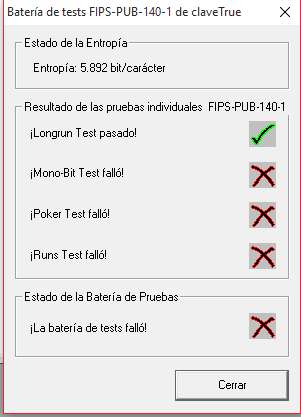 Batería de tests FIPS-PUB-140-1 de claveTrue
Estado de la Entropía
Entropía: 5.892 bit/carácter
Resultado de las pruebas individuales FIPS-PUB-140-1
¡Longrun Test pasado!
¡Mono-Bit Test falló!
¡Poker Test falló!
¡Runs Test falló!
Estado de la Batería de Pruebas
¡La batería de tests falló!
Cerrar